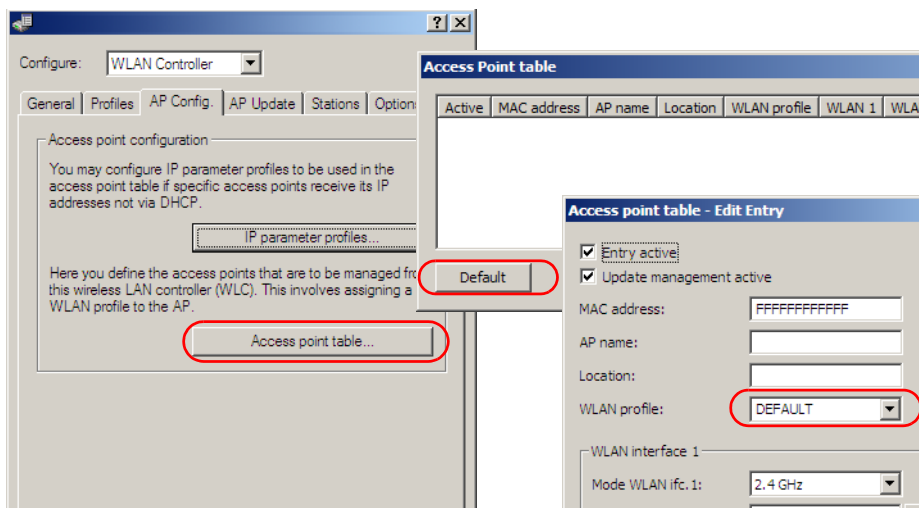 ?
Configure: WLAN Controller
General Profiles AP Config. AP Update Stations Option
Access point configuration
You may configure IP parameter profiles to be used in the
access point table if specific access points receive its IP
addresses not via DHCP.
IP parameter profiles...
Here you define the access points that are to be managed fro
this wireless LAN controller (WLC). This involves assigning a
WLAN profile to the AP.
Access point table...
Access Point table
Active MAC address AP name Location WLAN profile WLAN 1 WLA
Default
Access point table - Edit Entry
Entry active
Update management active
MAC address: FFFFFFFFFFFF
AP name:
Location:
WLAN profile: DEFAULT
WLAN interface 1
Mode WLAN ifc. 1: 2.4 GHz